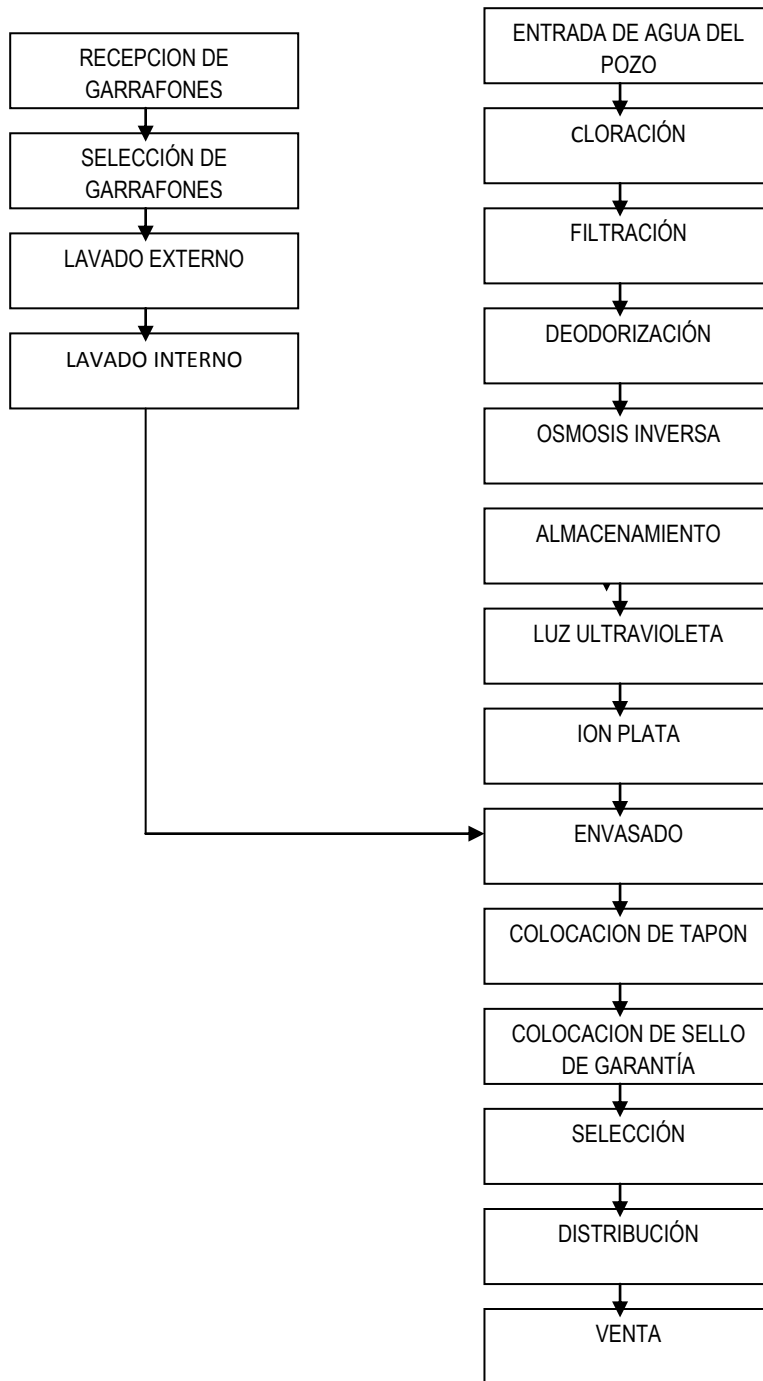 RECEPCION DE
GARRAFONES
SELECCIÓN DE
GARRAFONES
LAVADO EXTERNO
LAVADO INTERNO
ENTRADA DE AGUA DEL
POZO
cLORACIÓN
FILTRACIÓN
DEODORIZACIÓN
OSMOSIS INVERSA
ALMACENAMIENTO
LUZ ULTRAVIOLETA
ION PLATA
ENVASADO
COLOCACION DE TAPON
COLOCACION DE SELLO
DE GARANTÍA
SELECCIÓN
DISTRIBUCIÓN
VENTA